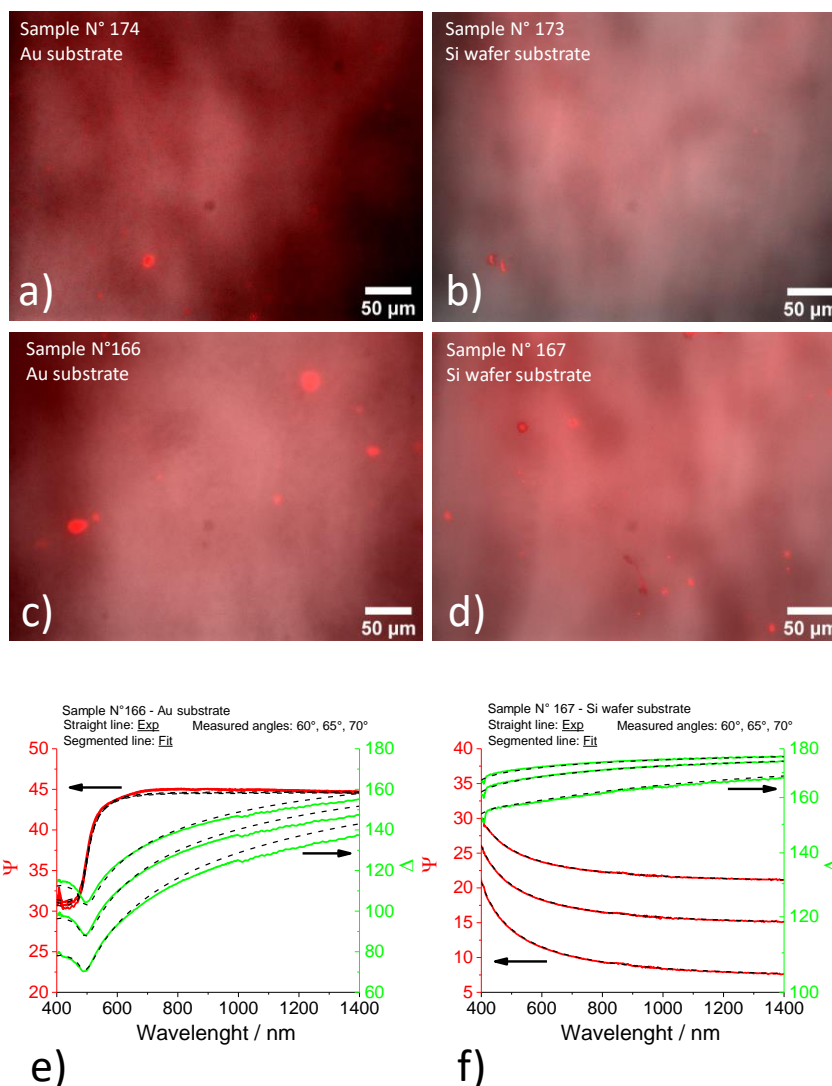 Sample N° 174
Au substrate
a)
50 µm
Sample N° 173
Si wafer substrate
b)
50 µm
Sample N°166
Au substrate
c)
50 µm
Sample N° 167
Si wafer substrate
d)
50 µm
Sample N°166 - Au substrate
Straight line: Exp Measured angles: 60°, 65°, 70°
Segmented line: Fit
50
45
40
35
30
25
20
Ψ
180
160
140
120
100
80
60
Δ
400 600 800 1000 1200 1400
Wavelenght / nm
e)
Sample N° 167 - Si wafer substrate
Straight line: Exp Measured angles: 60°, 65°, 70°
Segmented line: Fit
40
35
30
25
20
15
10
5
Ψ
180
160
140
120
100
Δ
400 600 800 1000 1200 1400
Wavelenght / nm
f)